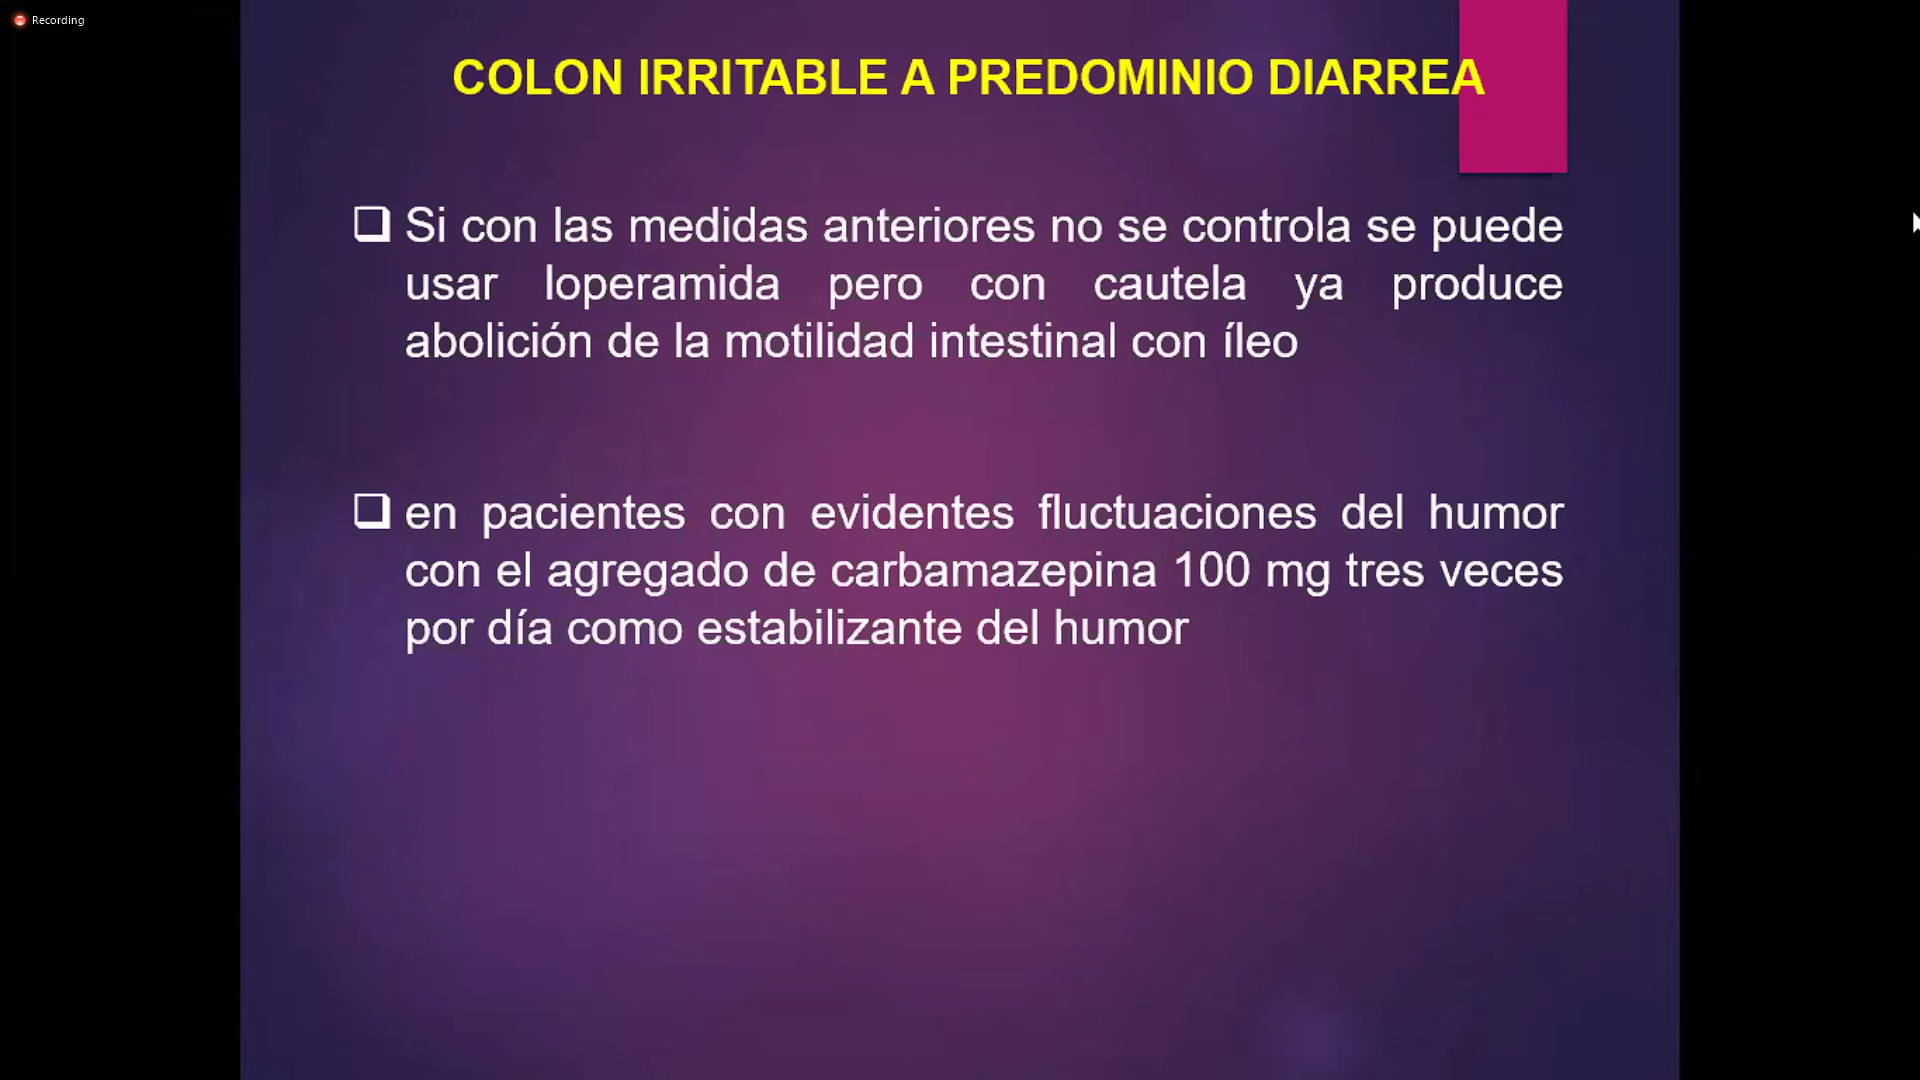 Recording
COLON IRRITABLE A PREDOMINIO DIARREA
Si con las medidas anteriores no se controla se puede
usar loperamida pero con cautela ya produce
abolición de la motilidad intestinal con íleo
en pacientes con evidentes fluctuaciones del humor
con el agregado de carbamazepina 100 mg tres veces
por día como estabilizante del humor